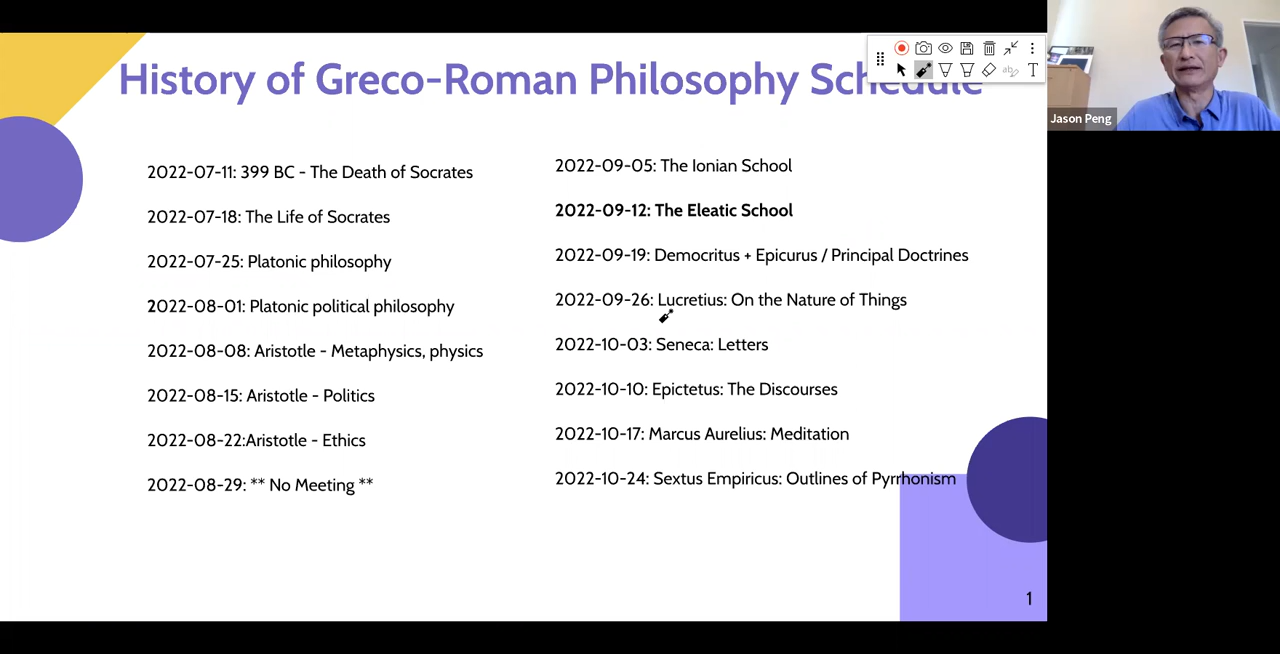 History of Greco-Roman Philosophy Schedule
2022-07-11: 399 BC - The Death of Socrates
2022-07-18: The Life of Socrates
2022-07-25: Platonic philosophy
2022-08-01: Platonic political philosophy
2022-08-08: Aristotle - Metaphysics, physics
2022-08-15: Aristotle - Politics
2022-08-22:Aristotle - Ethics
2022-08-29: ** No Meeting **
2022-09-05: The Ionian School
2022-09-12: The Eleatic School
2022-09-19: Democritus + Epicurus / Principal Doctrines
2022-09-26: Lucretius: On the Nature of Things
2022-10-03: Seneca: Letters
2022-10-10: Epictetus: The Discourses
2022-10-17: Marcus Aurelius: Meditation
2022-10-24: Sextus Empiricus: Outlines of Pyrrhonism
1
ab
T
Jason Peng